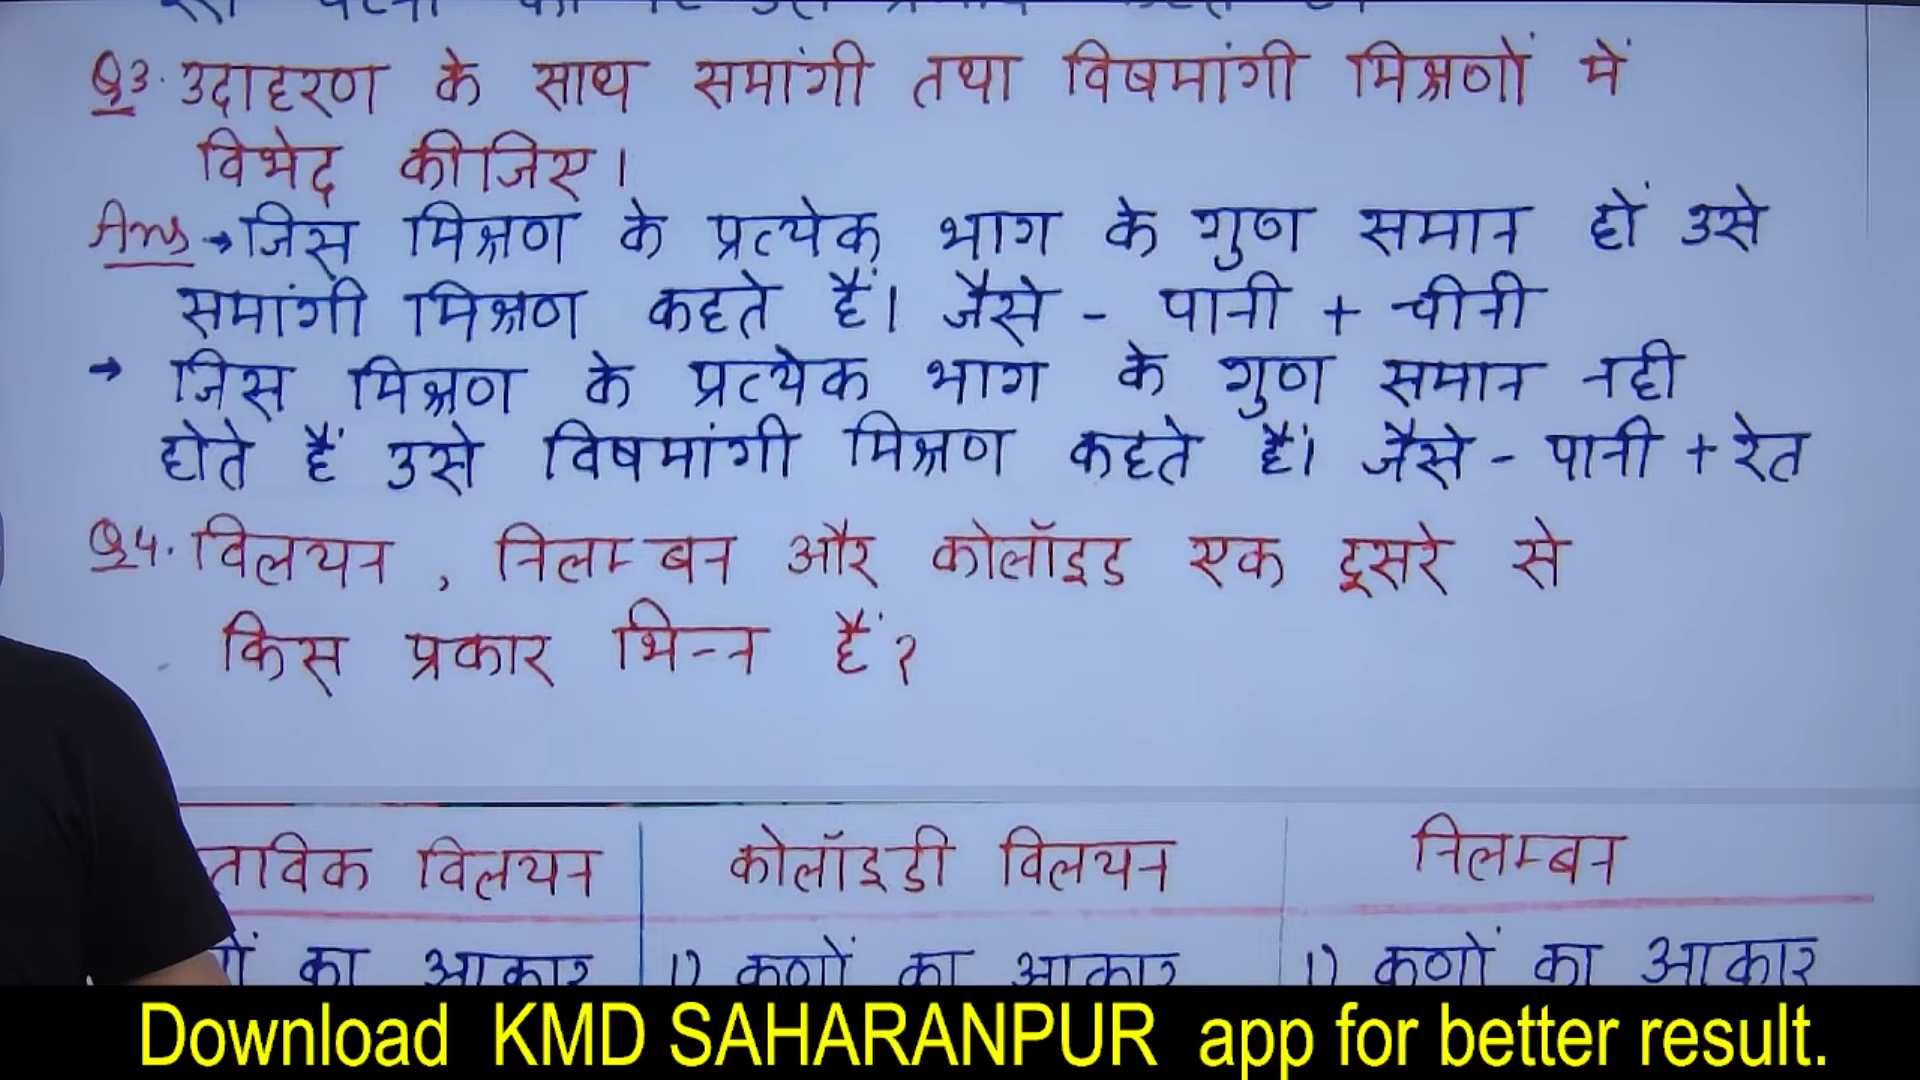 Q3. उदाहरण के साथ समांगी तथा विषमांगी मिश्रणों में
विभेद कीजिए।
Ans → जिस मिश्रण के प्रत्येक भाग के गुण समान हों उसे
समांगी मिश्रण कहते हैं। जैसे - पानी + चीनी
→ जिस मिश्रण के प्रत्येक भाग के गुण समान नही
होते हैं उसे विषमांगी मिश्रण कहते हैं। जैसे - पानी + रेत
Q4. विलयन , निलम्बन और कोलॉइड एक दूसरे से
किस प्रकार भिन्न हैं?
विलयन कोलॉइडी विलयन निलम्बन
का आकार 1) कणों का आकार 1) कणों का आकार
Download KMD SAHARANPUR app for better result.